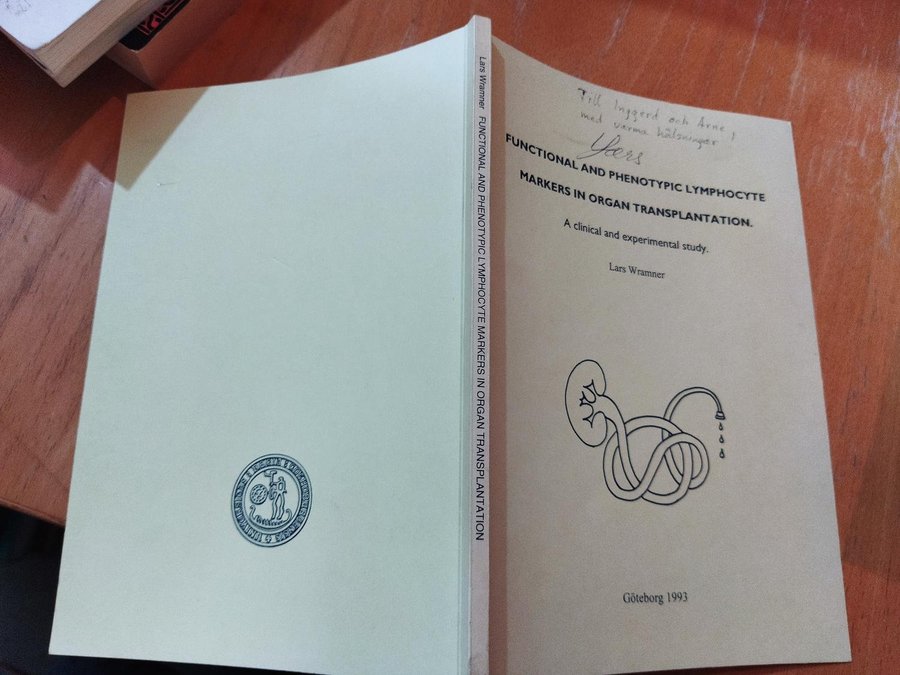 Lars Wramner FUNCTIONAL AND PHENOTYPIC LYMPHOCYTE MARKERS IN ORGAN TRANSPLANTATION
Till Inggerd och Arne!
med varma hälsningar
Lars
FUNCTIONAL AND PHENOTYPIC LYMPHOCYTE
MARKERS IN ORGAN TRANSPLANTATION.
A clinical and experimental study.
Lars Wramner
Göteborg 1993